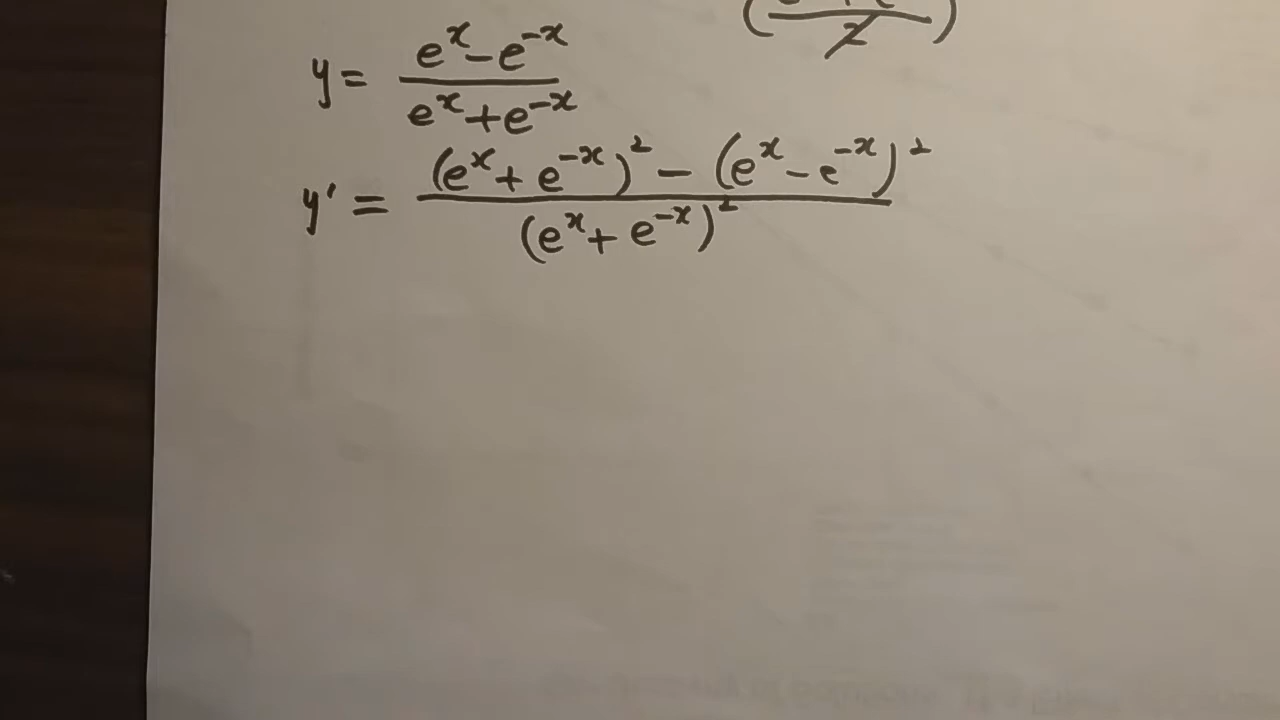 y = (e^x - e^-x) / (e^x + e^-x)
y' = ((e^x + e^-x)^2 - (e^x - e^-x)^2) / (e^x + e^-x)^2